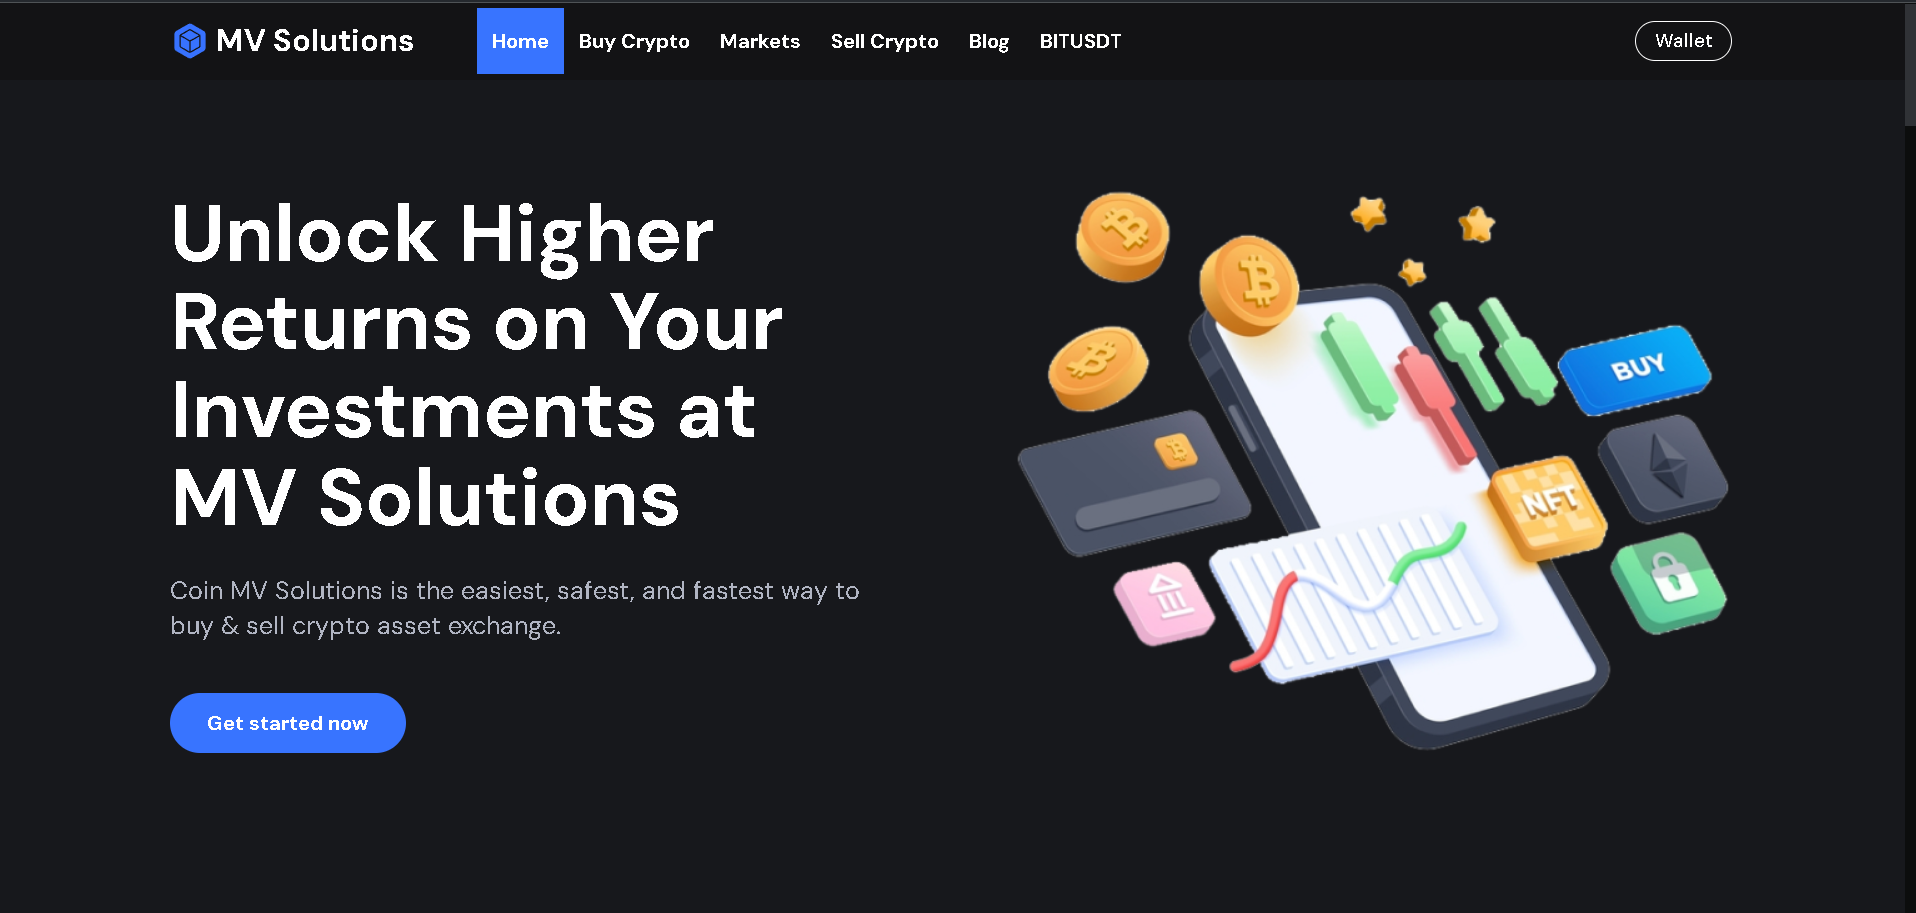 MV Solutions
Home
Buy Crypto
Markets
Sell Crypto
Blog
BITUSDT
Wallet
Unlock Higher
Returns on Your
Investments at
MV Solutions
Coin MV Solutions is the easiest, safest, and fastest way to
buy & sell crypto asset exchange.
Get started now
BUY
NFT